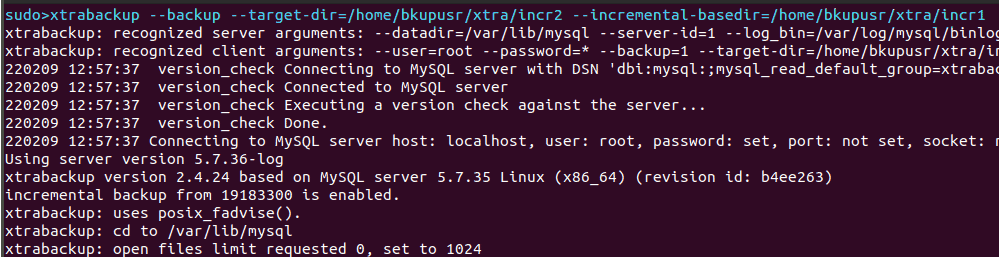 sudo>xtrabackup --backup --target-dir=/home/bkupusr/xtra/incr2 --incremental-basedir=/home/bkupusr/xtra/incr1
xtrabackup: recognized server arguments: --datadir=/var/lib/mysql --server-id=1 --log_bin=/var/log/mysql/binlog
xtrabackup: recognized client arguments: --user=root --password=* --backup=1 --target-dir=/home/bkupusr/xtra/in
220209 12:57:37  version_check Connecting to MySQL server with DSN 'dbi:mysql:;mysql_read_default_group=xtrabac
220209 12:57:37  version_check Connected to MySQL server
220209 12:57:37  version_check Executing a version check against the server...
220209 12:57:37  version_check Done.
220209 12:57:37 Connecting to MySQL server host: localhost, user: root, password: set, port: not set, socket: n
Using server version 5.7.36-log
xtrabackup version 2.4.24 based on MySQL server 5.7.35 Linux (x86_64) (revision id: b4ee263)
incremental backup from 19183300 is enabled.
xtrabackup: uses posix_fadvise().
xtrabackup: cd to /var/lib/mysql
xtrabackup: open files limit requested 0, set to 1024